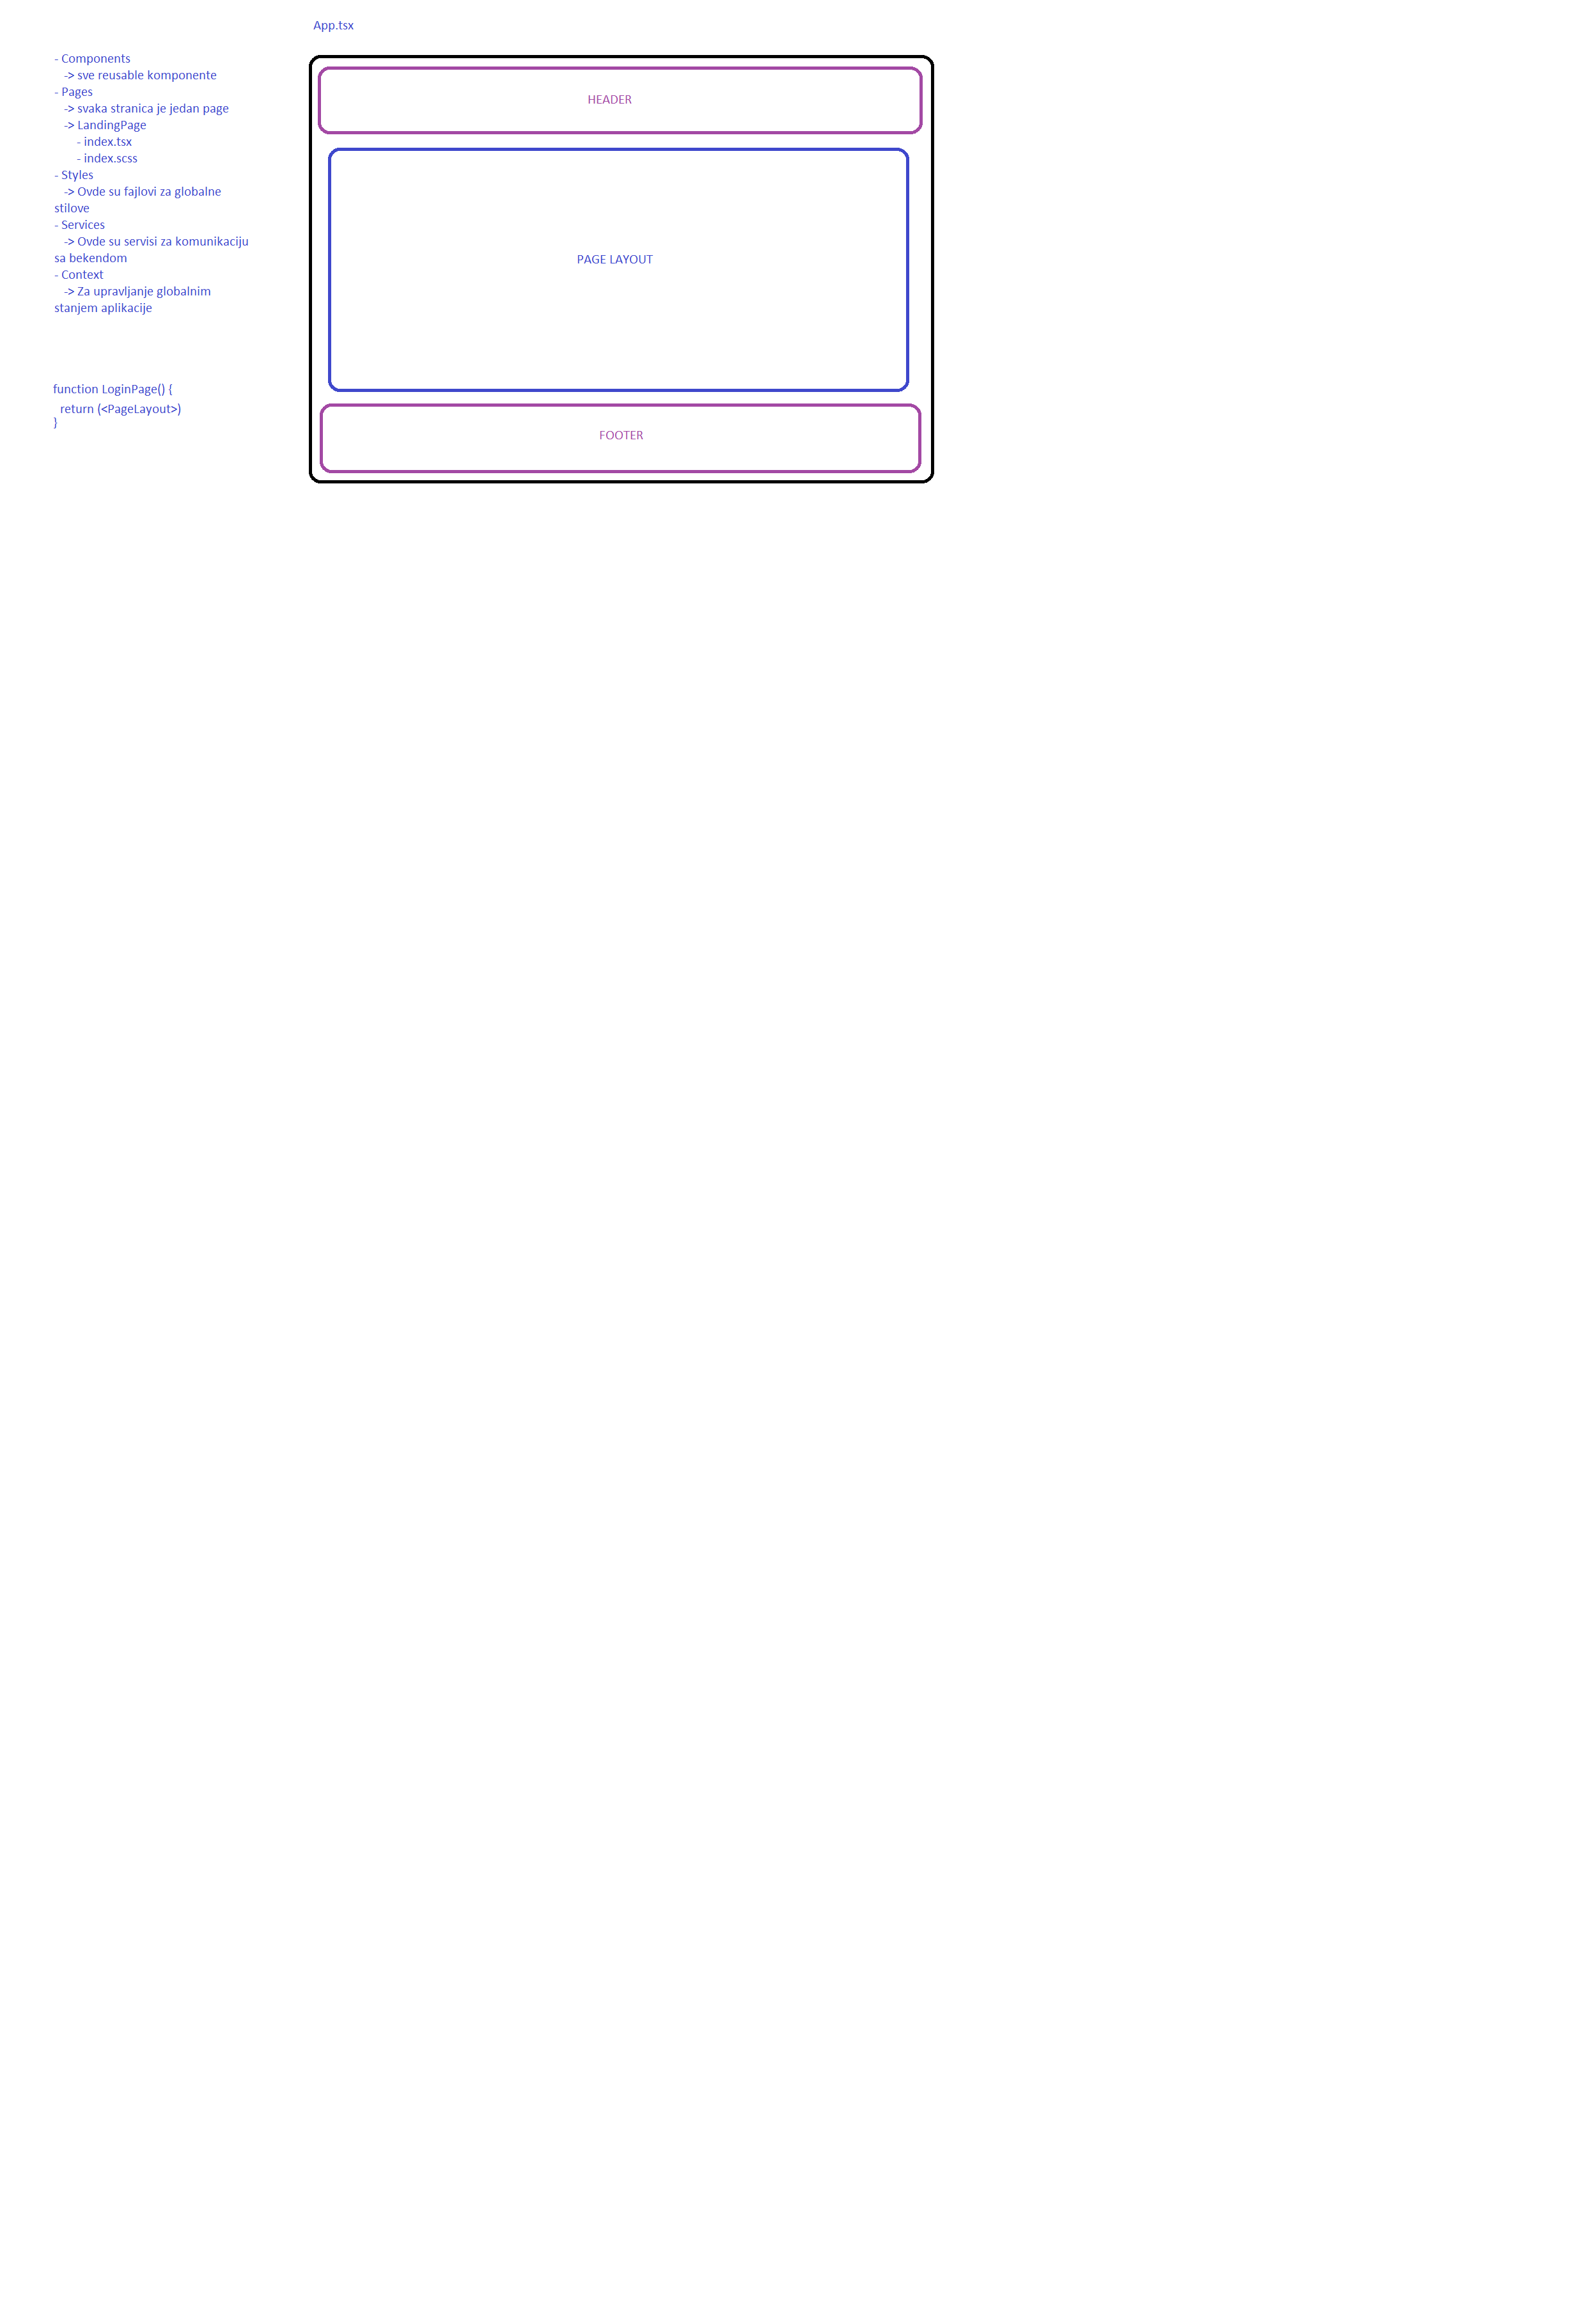 App.tsx
- Components
-> sve reusable komponente
- Pages
-> svaka stranica je jedan page
-> LandingPage
- index.tsx
- index.scss
- Styles
-> Ovde su fajlovi za globalne
stilove
- Services
-> Ovde su servisi za komunikaciju
sa bekendom
- Context
-> Za upravljanje globalnim
stanjem aplikacije
function LoginPage() {
return (<PageLayout>)
}
HEADER
PAGE LAYOUT
FOOTER